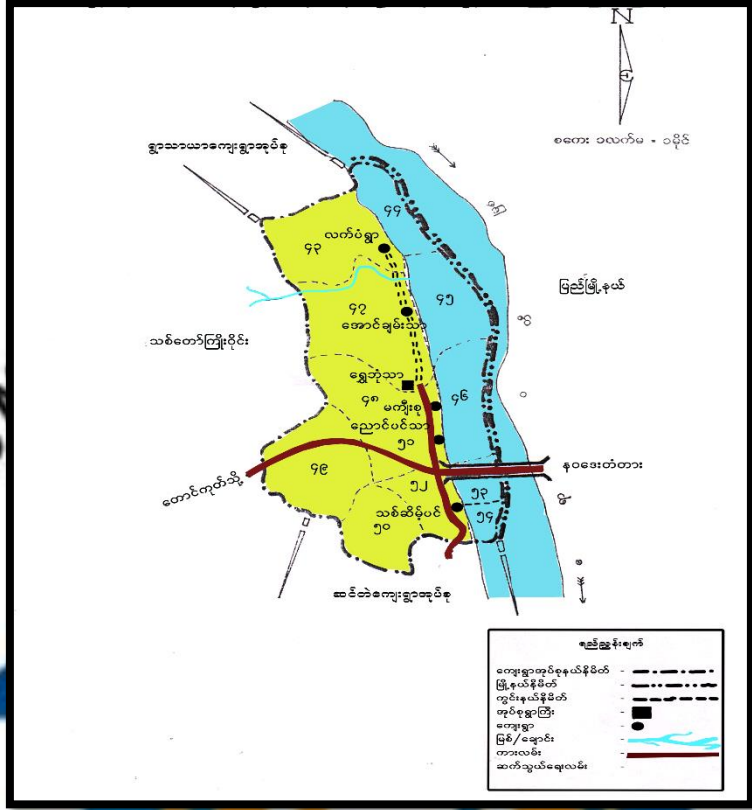 N
စကေး ၁လက်မ - ၁မိုင်
ရွာသာယာကျေးရွာအုပ်စု
၄၄
လက်ပံရွာ
၄၃
၄၅
ပြည်မြို့နယ်
၄၇
အောင်ချမ်းသာ
သစ်တော်ကြိုးဝိုင်း
ရွှေဘုံသာ
၄၈
၄၆
မကျီးစု
ညောင်ပင်သာ
၅၁
နဝဒေးတံတား
၄၉
တောင်ကုတ်သို့
၅၂
၅၃
သစ်ဆိမ့်ပင်
၅၄
၅၀
ဆင်တဲကျေးရွာအုပ်စု
ရည်ညွှန်းချက်
ကျေးရွာအုပ်စုနယ်နိမိတ် -
မြို့နယ်နိမိတ် -
ကွင်းနယ်နိမိတ် -
အုပ်စုရွာကြီး -
ကျေးရွာ -
မြစ်/ချောင်း -
ကားလမ်း -
ဆက်သွယ်ရေးလမ်း -